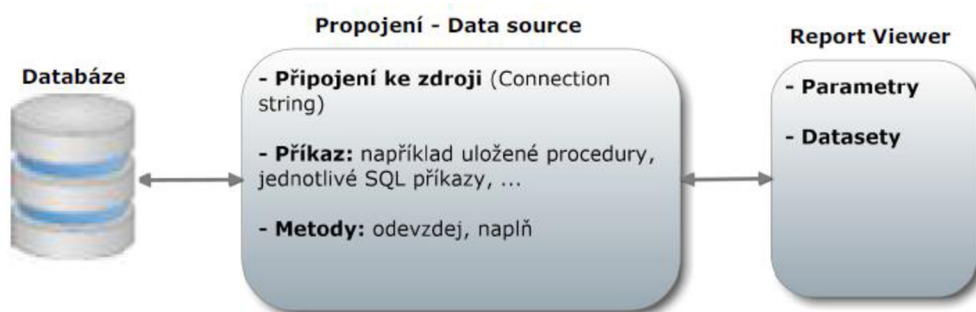 Databáze
Propojení - Data source
- Připojení ke zdroji (Connection
string)
- Příkaz: například uložené procedury,
jednotlivé SQL příkazy, ...
- Metody: odevzdej, naplň
Report Viewer
- Parametry
- Datasety